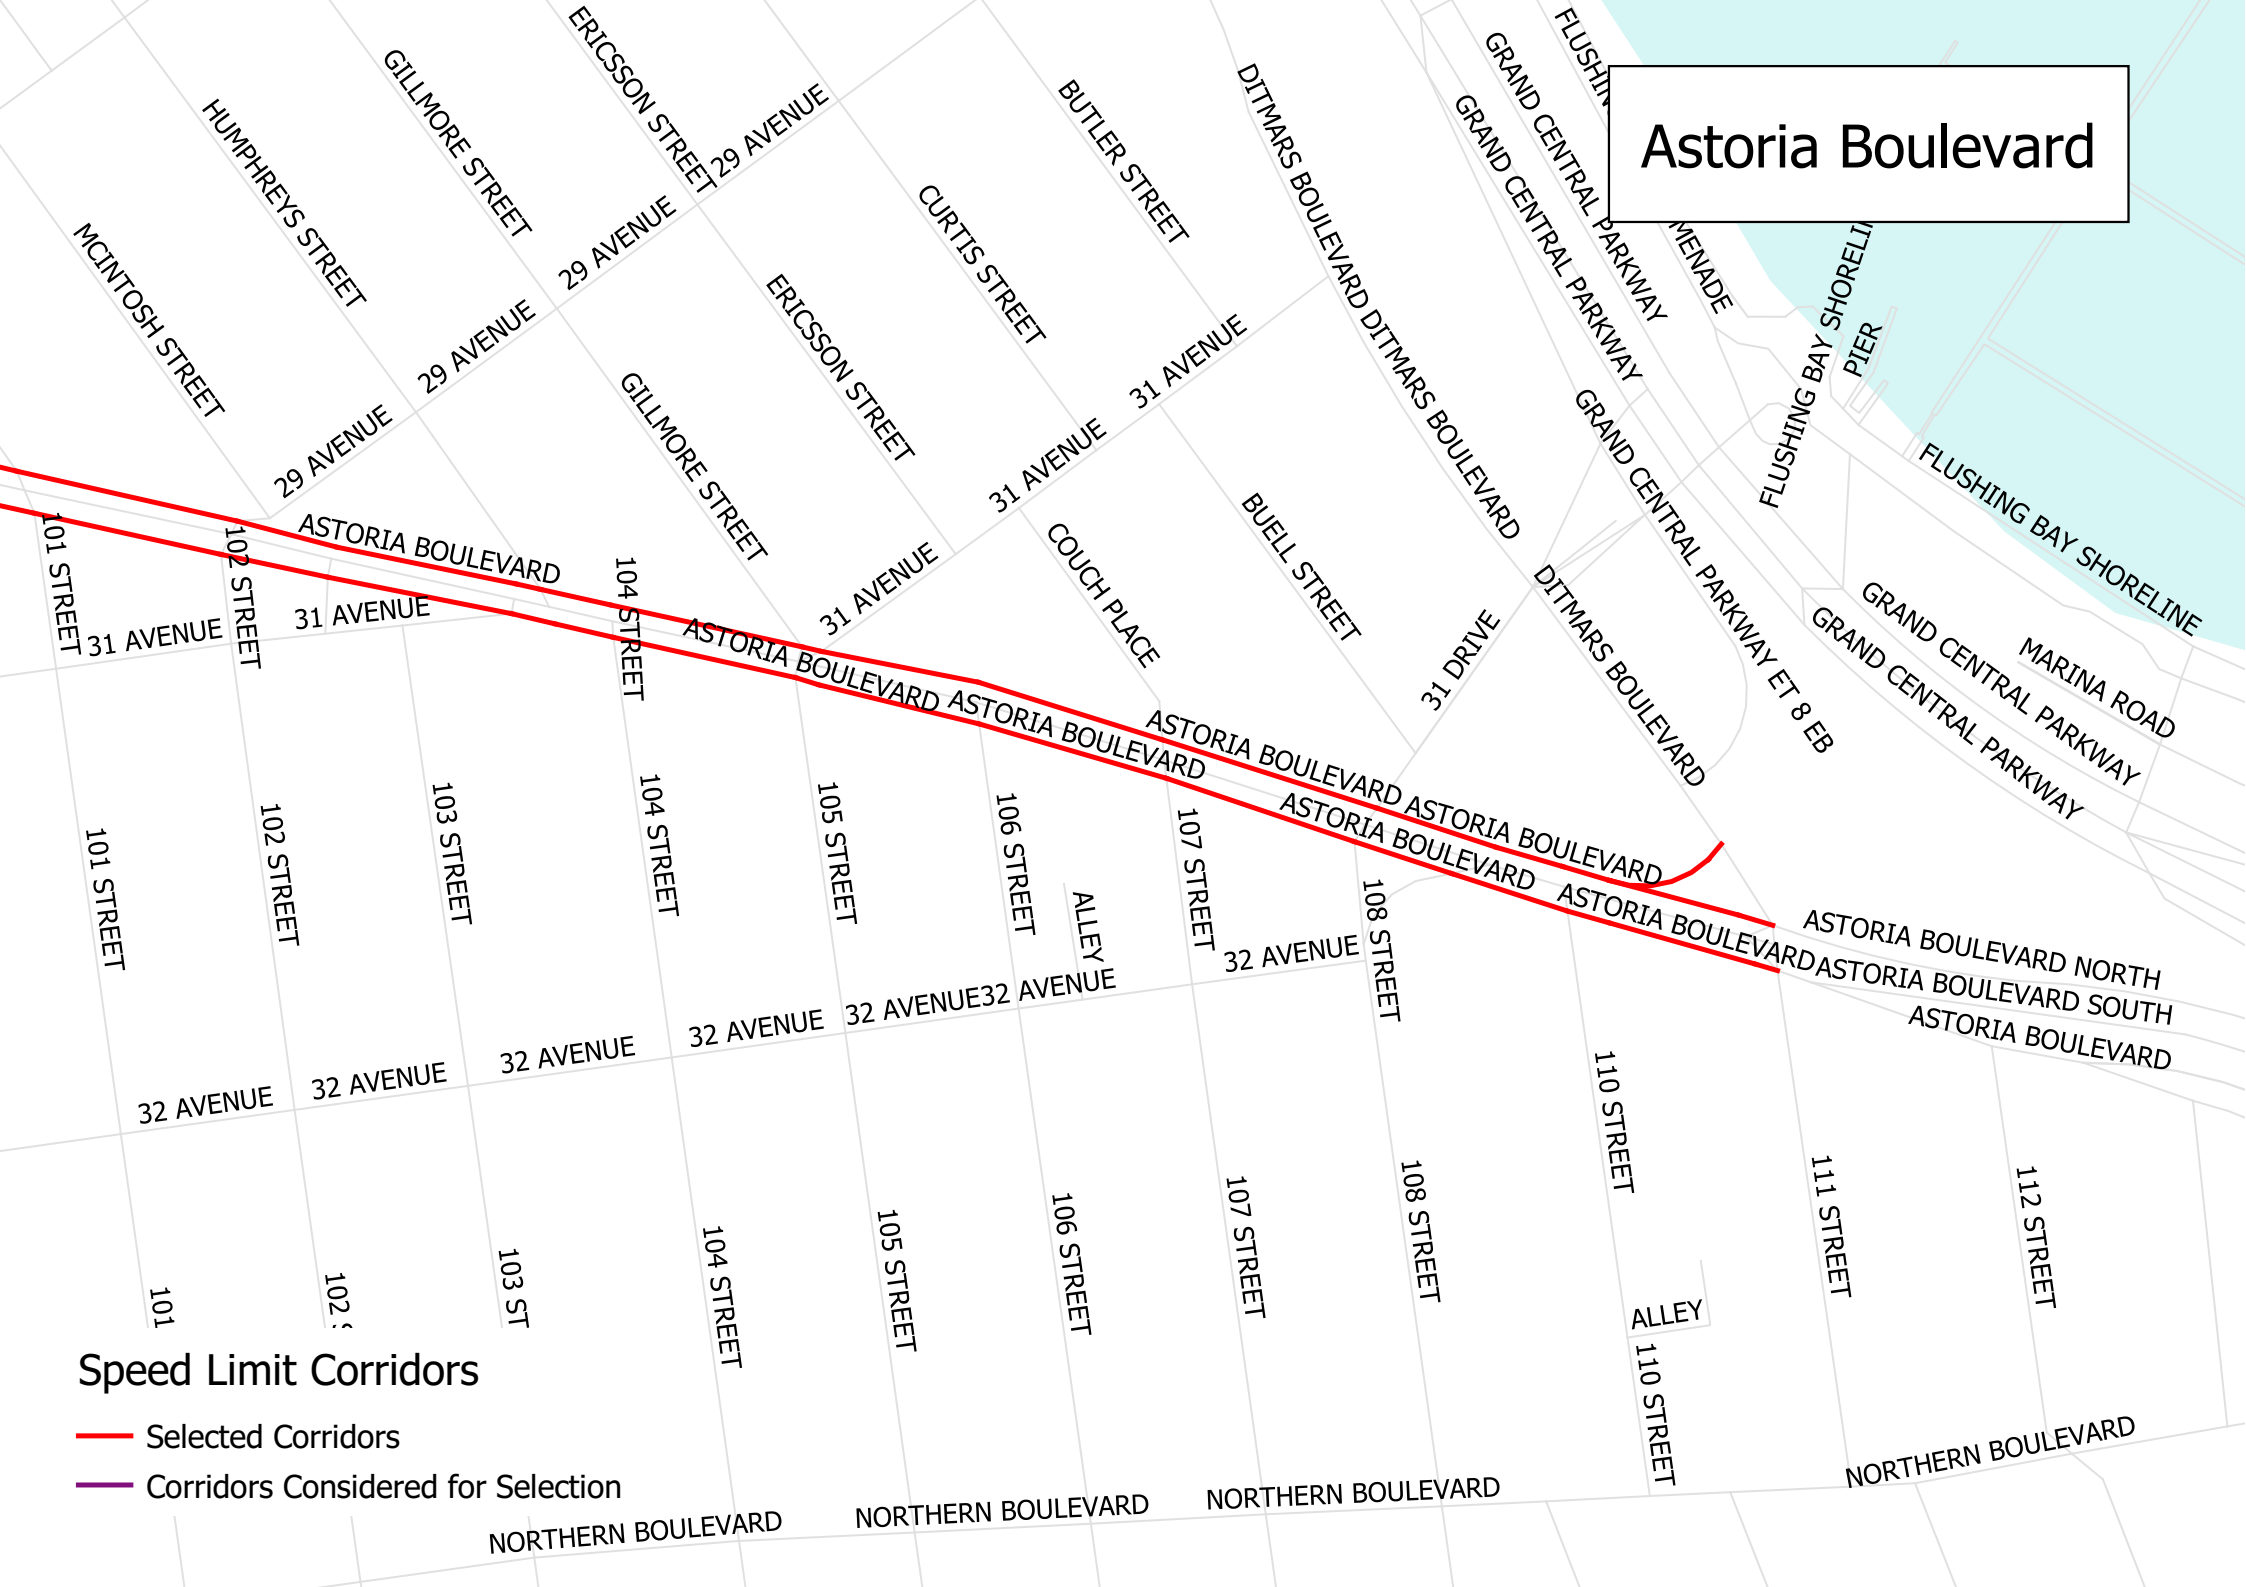 Astoria Boulevard
ERICSSON STREET
GILLMORE STREET
HUMPHREYS STREET
MCINTOSH STREET
29 AVENUE
29 AVENUE
29 AVENUE
29 AVENUE
BUTLER STREET
CURTIS STREET
ERICSSON STREET
GILLMORE STREET
DITMARS BOULEVARD
DITMARS BOULEVARD
DITMARS BOULEVARD
GRAND CENTRAL PARKWAY
GRAND CENTRAL PARKWAY
FLUSHIN
MENADE
FLUSHING BAY SHORELIN
PIER
GRAND CENTRAL PARKWAY ET 8 EB
FLUSHING BAY SHORELINE
GRAND CENTRAL PARKWAY
GRAND CENTRAL PARKWAY
MARINA ROAD
31 AVENUE
31 AVENUE
31 AVENUE
COUCH PLACE
BUELL STREET
31 DRIVE
101 STREET
102 STREET
31 AVENUE
31 AVENUE
104 STREET
ASTORIA BOULEVARD
ASTORIA BOULEVARD
ASTORIA BOULEVARD
ASTORIA BOULEVARD
ASTORIA BOULEVARD
ASTORIA BOULEVARD
ASTORIA BOULEVARD
ASTORIA BOULEVARD NORTH
ASTORIA BOULEVARD SOUTH
ASTORIA BOULEVARD
101 STREET
102 STREET
103 STREET
104 STREET
105 STREET
106 STREET
ALLEY
107 STREET
108 STREET
32 AVENUE
32 AVENUE
32 AVENUE
32 AVENUE
32 AVENUE
32 AVENUE
32 AVENUE
101
102 S
103 ST
104 STREET
105 STREET
106 STREET
107 STREET
108 STREET
110 STREET
111 STREET
112 STREET
ALLEY
110 STREET
Speed Limit Corridors
Selected Corridors
Corridors Considered for Selection
NORTHERN BOULEVARD
NORTHERN BOULEVARD
NORTHERN BOULEVARD
NORTHERN BOULEVARD